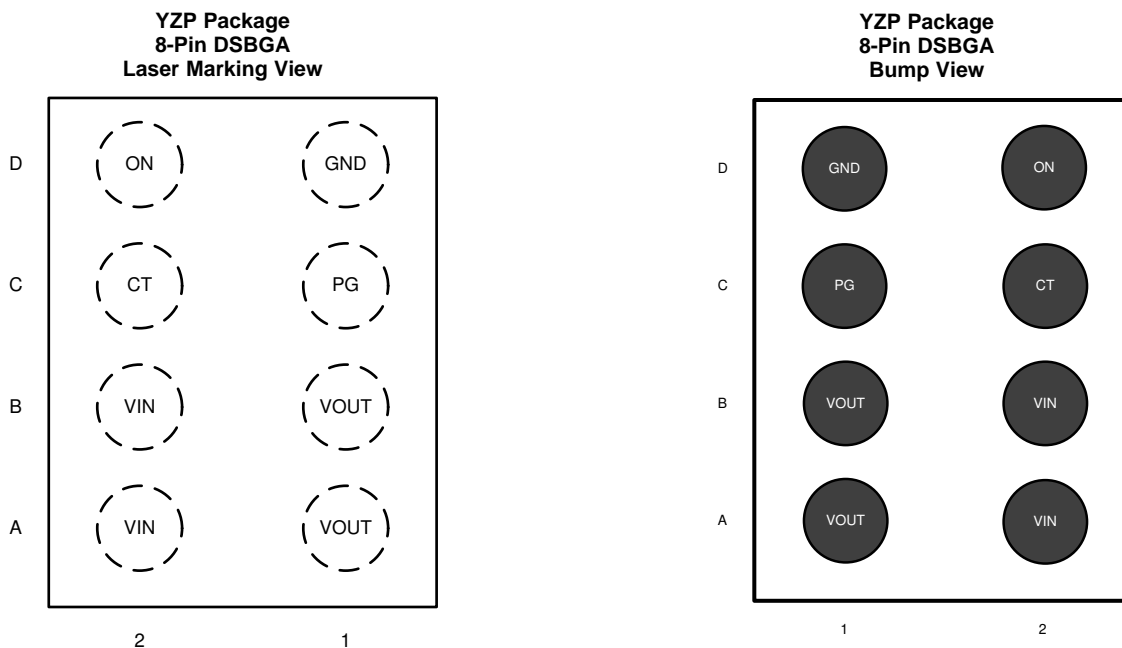 YZP Package
8-Pin DSBGA
Laser Marking View
D ON GND
C CT PG
B VIN VOUT
A VIN VOUT
2 1
YZP Package
8-Pin DSBGA
Bump View
D GND ON
C PG CT
B VOUT VIN
A VOUT VIN
1 2